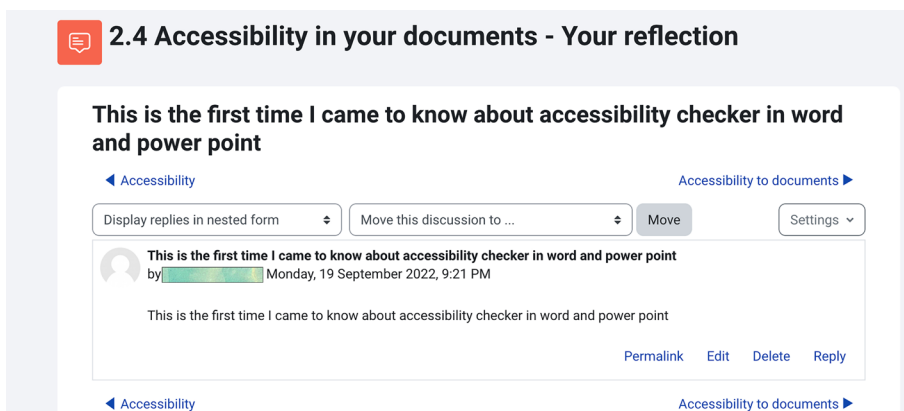 2.4 Accessibility in your documents - Your reflection
This is the first time I came to know about accessibility checker in word
and power point
◀ Accessibility
Accessibility to documents ▶
Display replies in nested form
Move this discussion to ...
Move
Settings
This is the first time I came to know about accessibility checker in word and power point
by Monday, 19 September 2022, 9:21 PM
This is the first time I came to know about accessibility checker in word and power point
Permalink Edit Delete Reply
◀ Accessibility
Accessibility to documents ▶